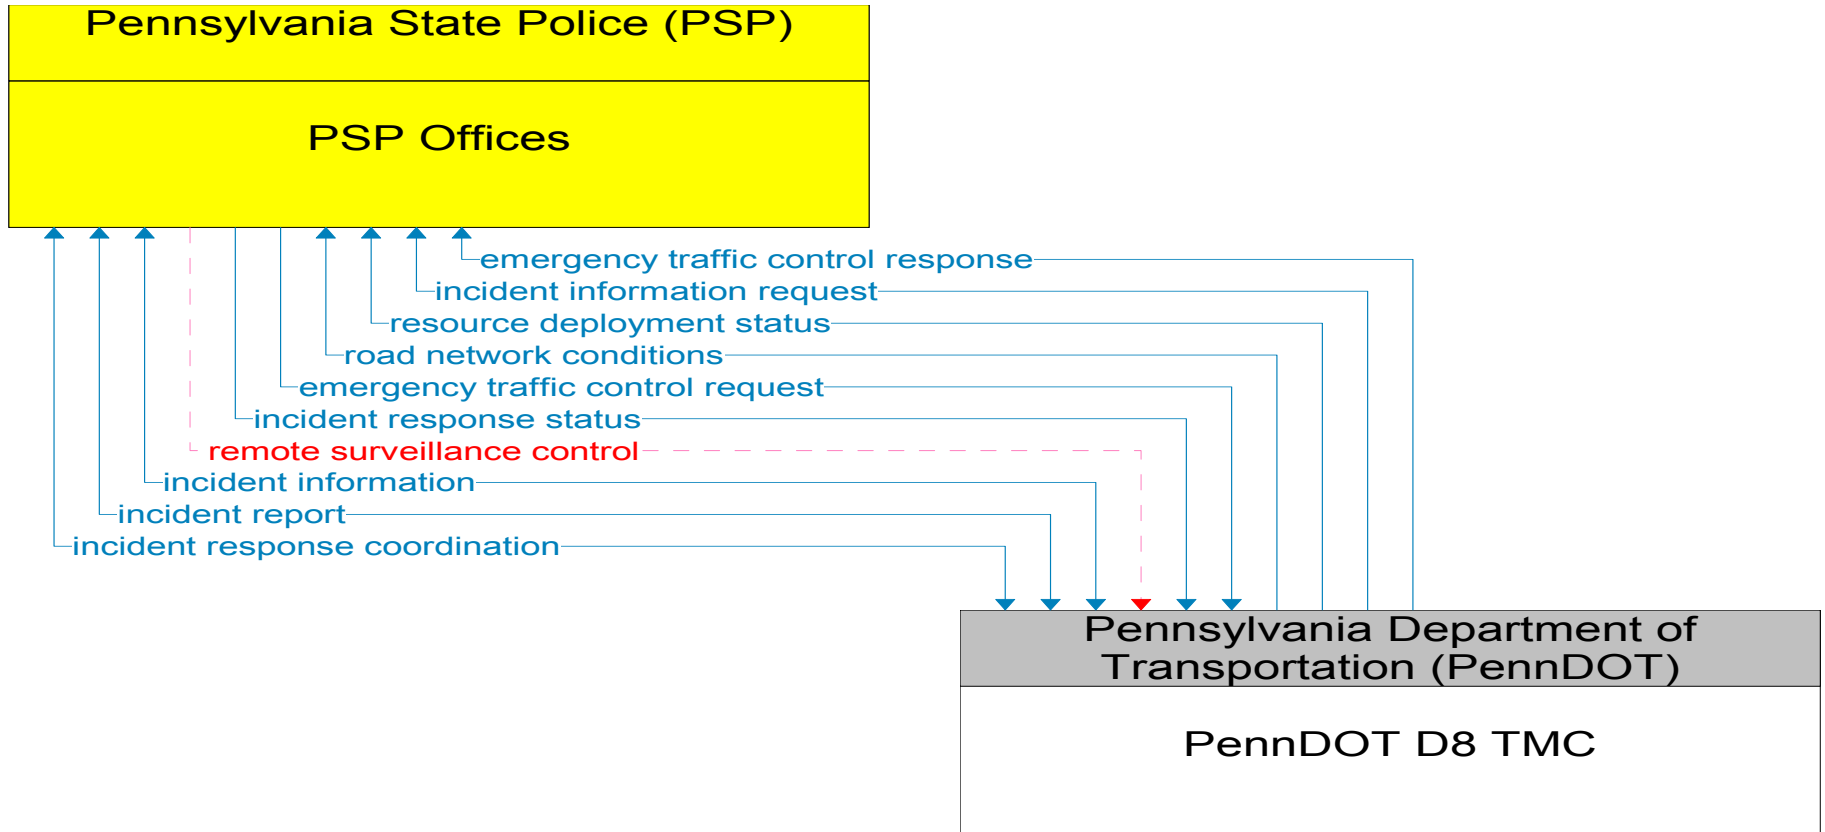 Pennsylvania State Police (PSP)
PSP Offices
emergency traffic control response
incident information request
resource deployment status
road network conditions
emergency traffic control request
incident response status
remote surveillance control
incident information
incident report
incident response coordination
Pennsylvania Department of
Transportation (PennDOT)
PennDOT D8 TMC